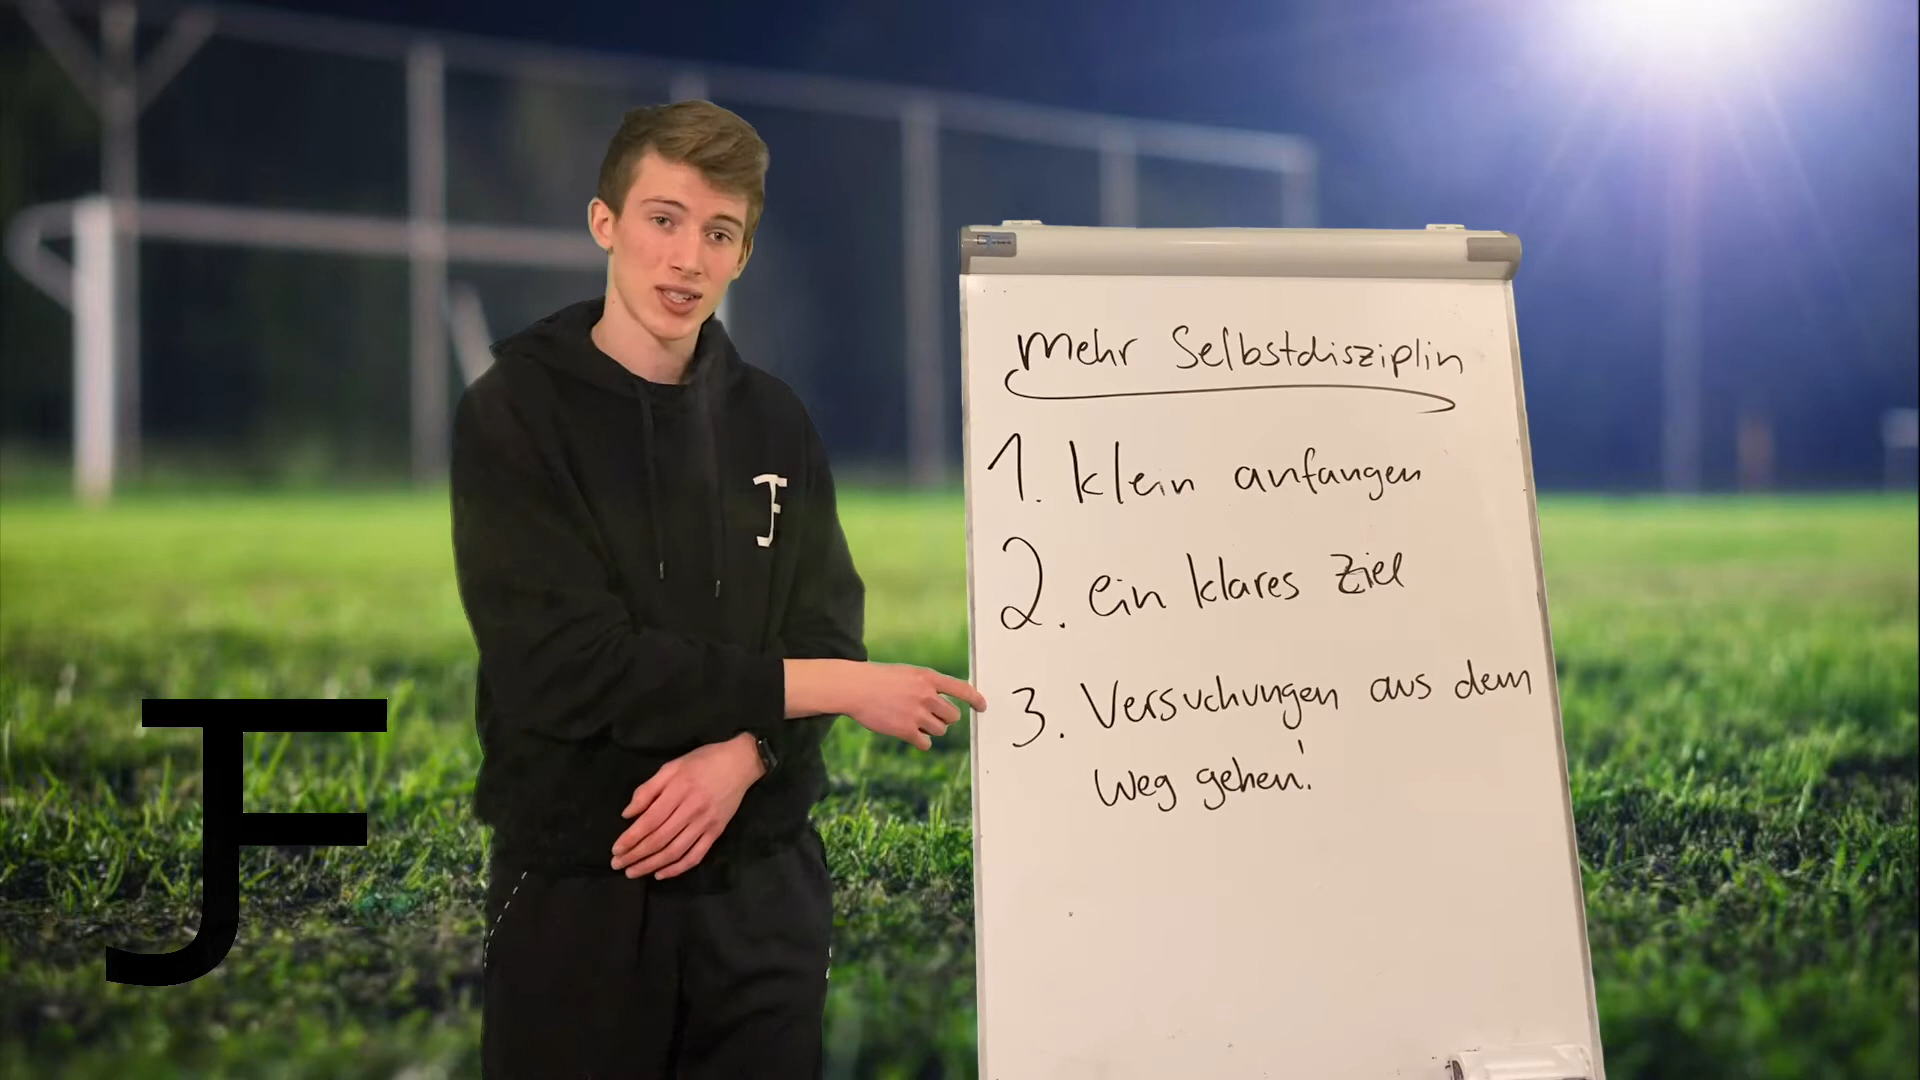 mehr Selbstdisziplin
1. klein anfangen
2. ein klares Ziel
3. Versuchungen aus dem
Weg gehen!
JF
JF